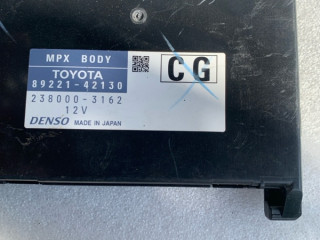 MPX BODY
TOYOTA
89221-42130
CG
238000-3162
12V
DENSO MADE IN JAPAN